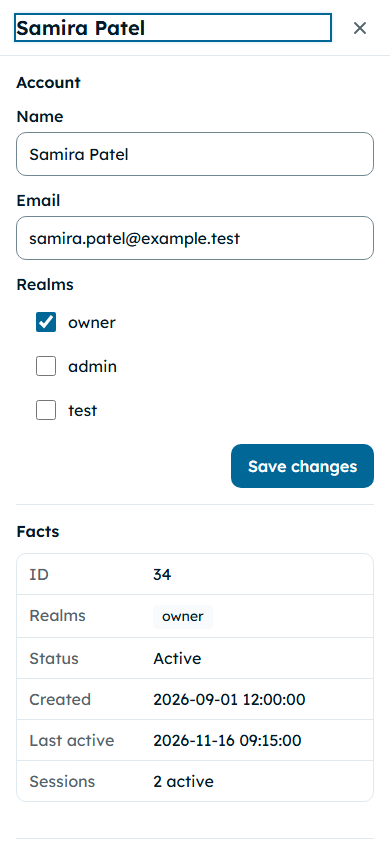 Samira Patel
Account
Name
Samira Patel
Email
samira.patel@example.test
Realms
owner
admin
test
Save changes
Facts
ID 34
Realms owner
Status Active
Created 2026-09-01 12:00:00
Last active 2026-11-16 09:15:00
Sessions 2 active